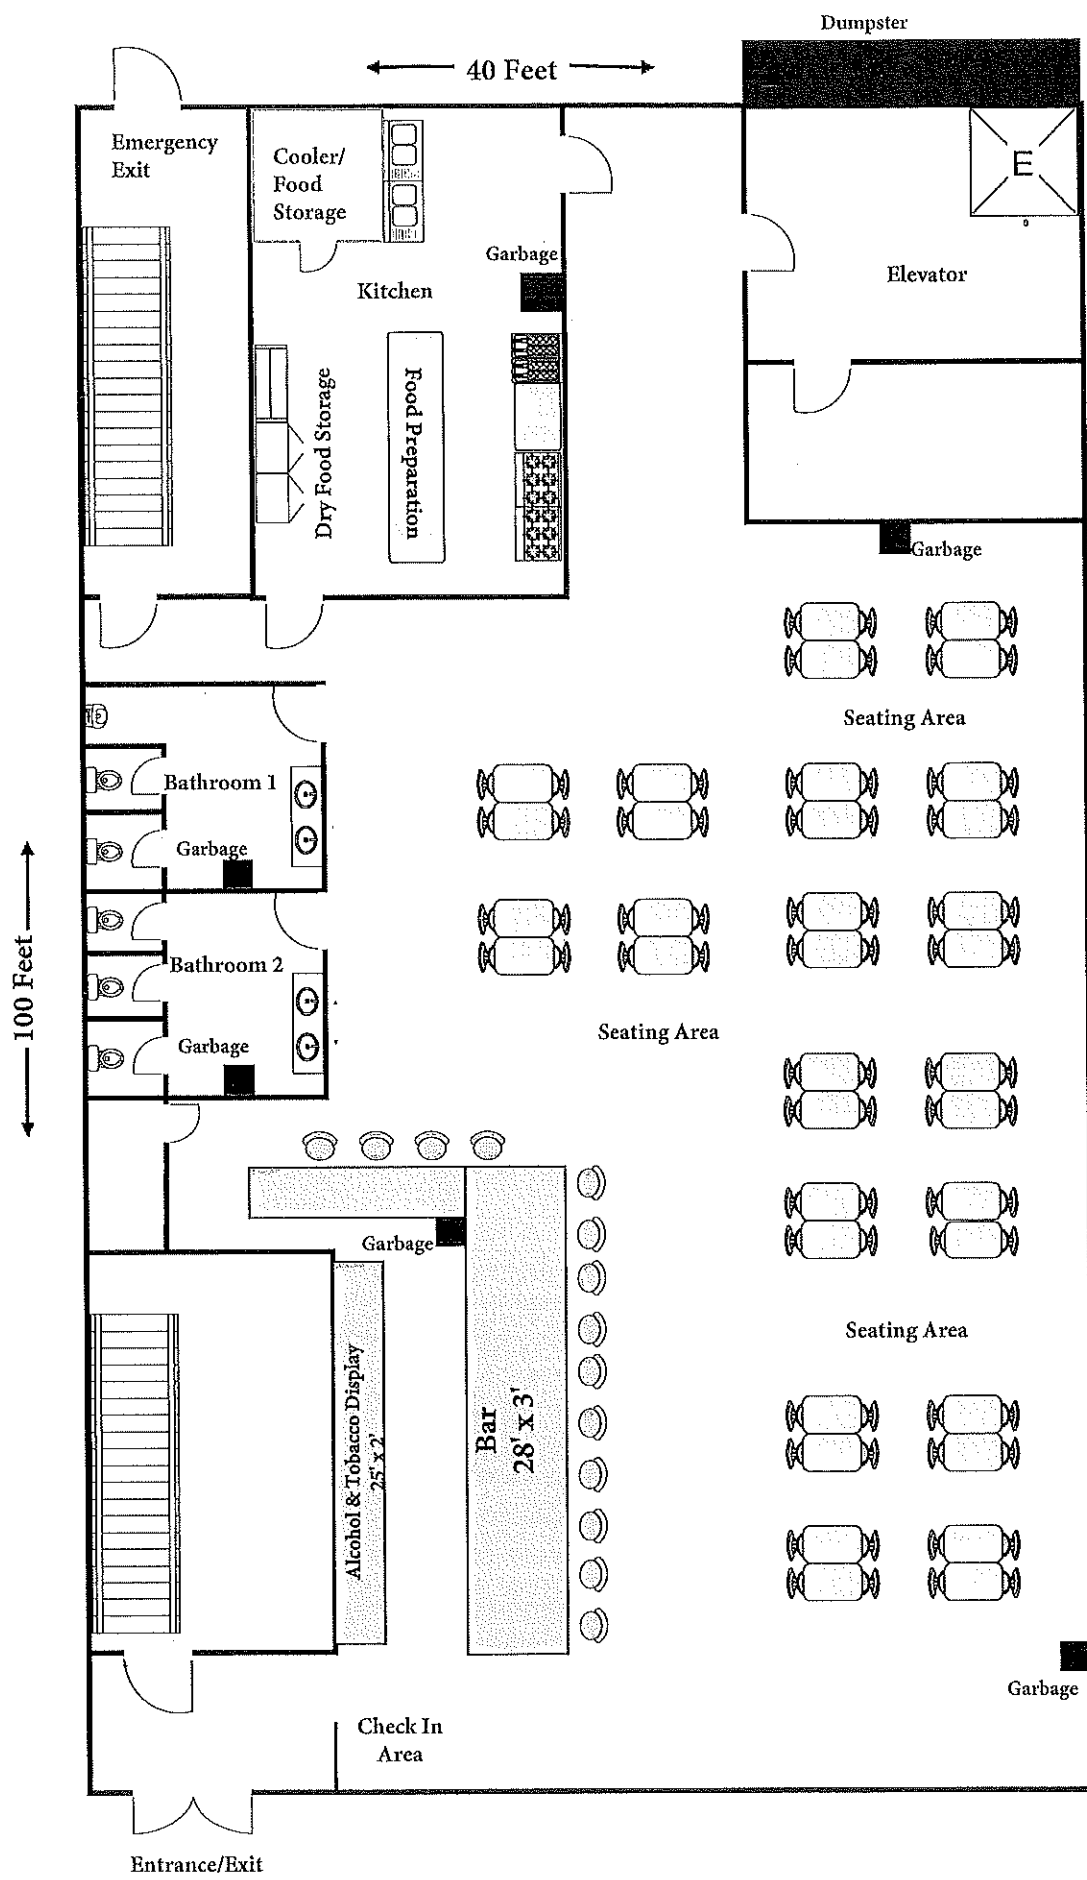 Dumpster
40 Feet
Emergency
Exit
Cooler/
Food
Storage
E
Garbage
Elevator
Kitchen
Dry Food Storage
Food Preparation
Garbage
Seating Area
Bathroom 1
Garbage
100 Feet
Bathroom 2
Seating Area
Garbage
Garbage
Seating Area
Alcohol & Tobacco Display
25' x 2'
Bar
28' x 3'
Garbage
Check In
Area
Entrance/Exit